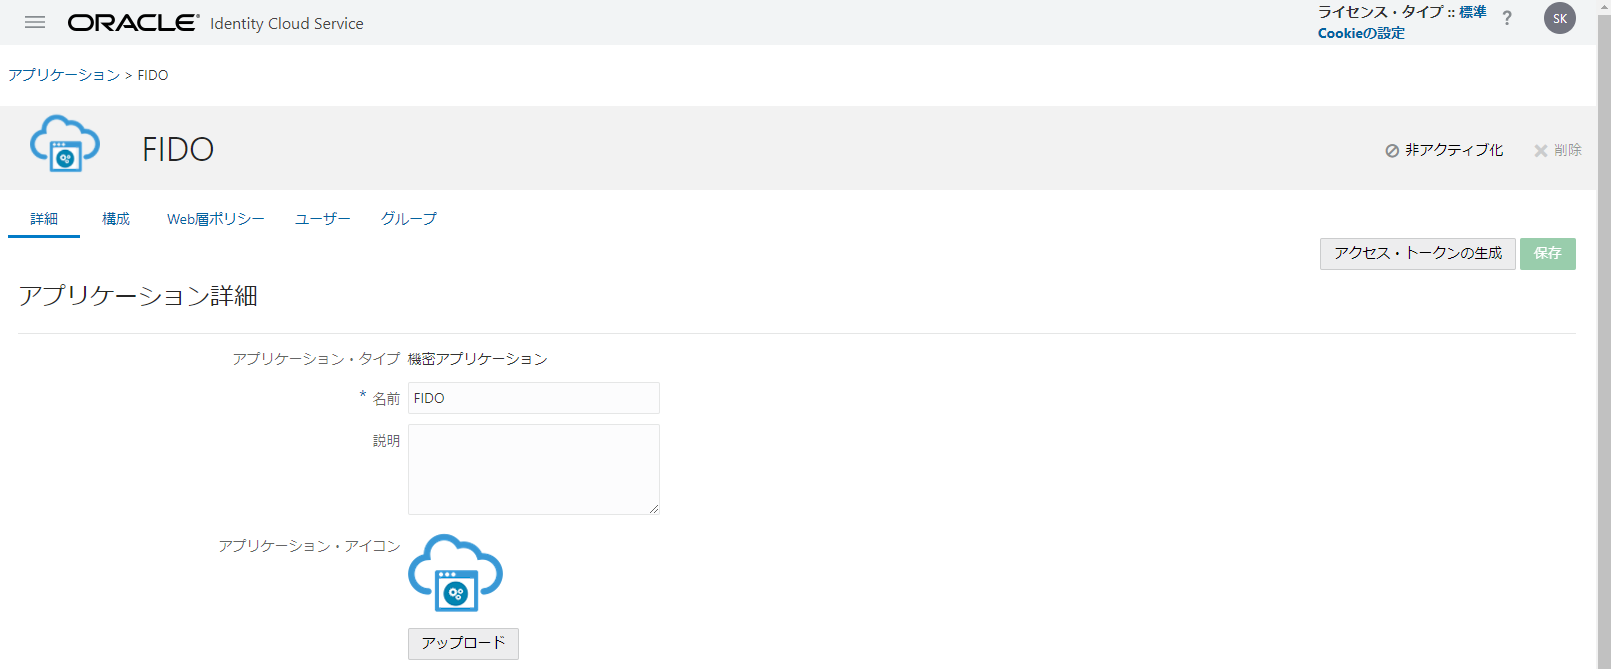 ORACLE® Identity Cloud Service
ライセンス・タイプ :: 標準
Cookieの設定
?
SK
アプリケーション > FIDO
FIDO
非アクティブ化
削除
詳細 構成 Web層ポリシー ユーザー グループ
アクセス・トークンの生成 保存
アプリケーション詳細
アプリケーション・タイプ 機密アプリケーション
* 名前 FIDO
説明
アプリケーション・アイコン
アップロード